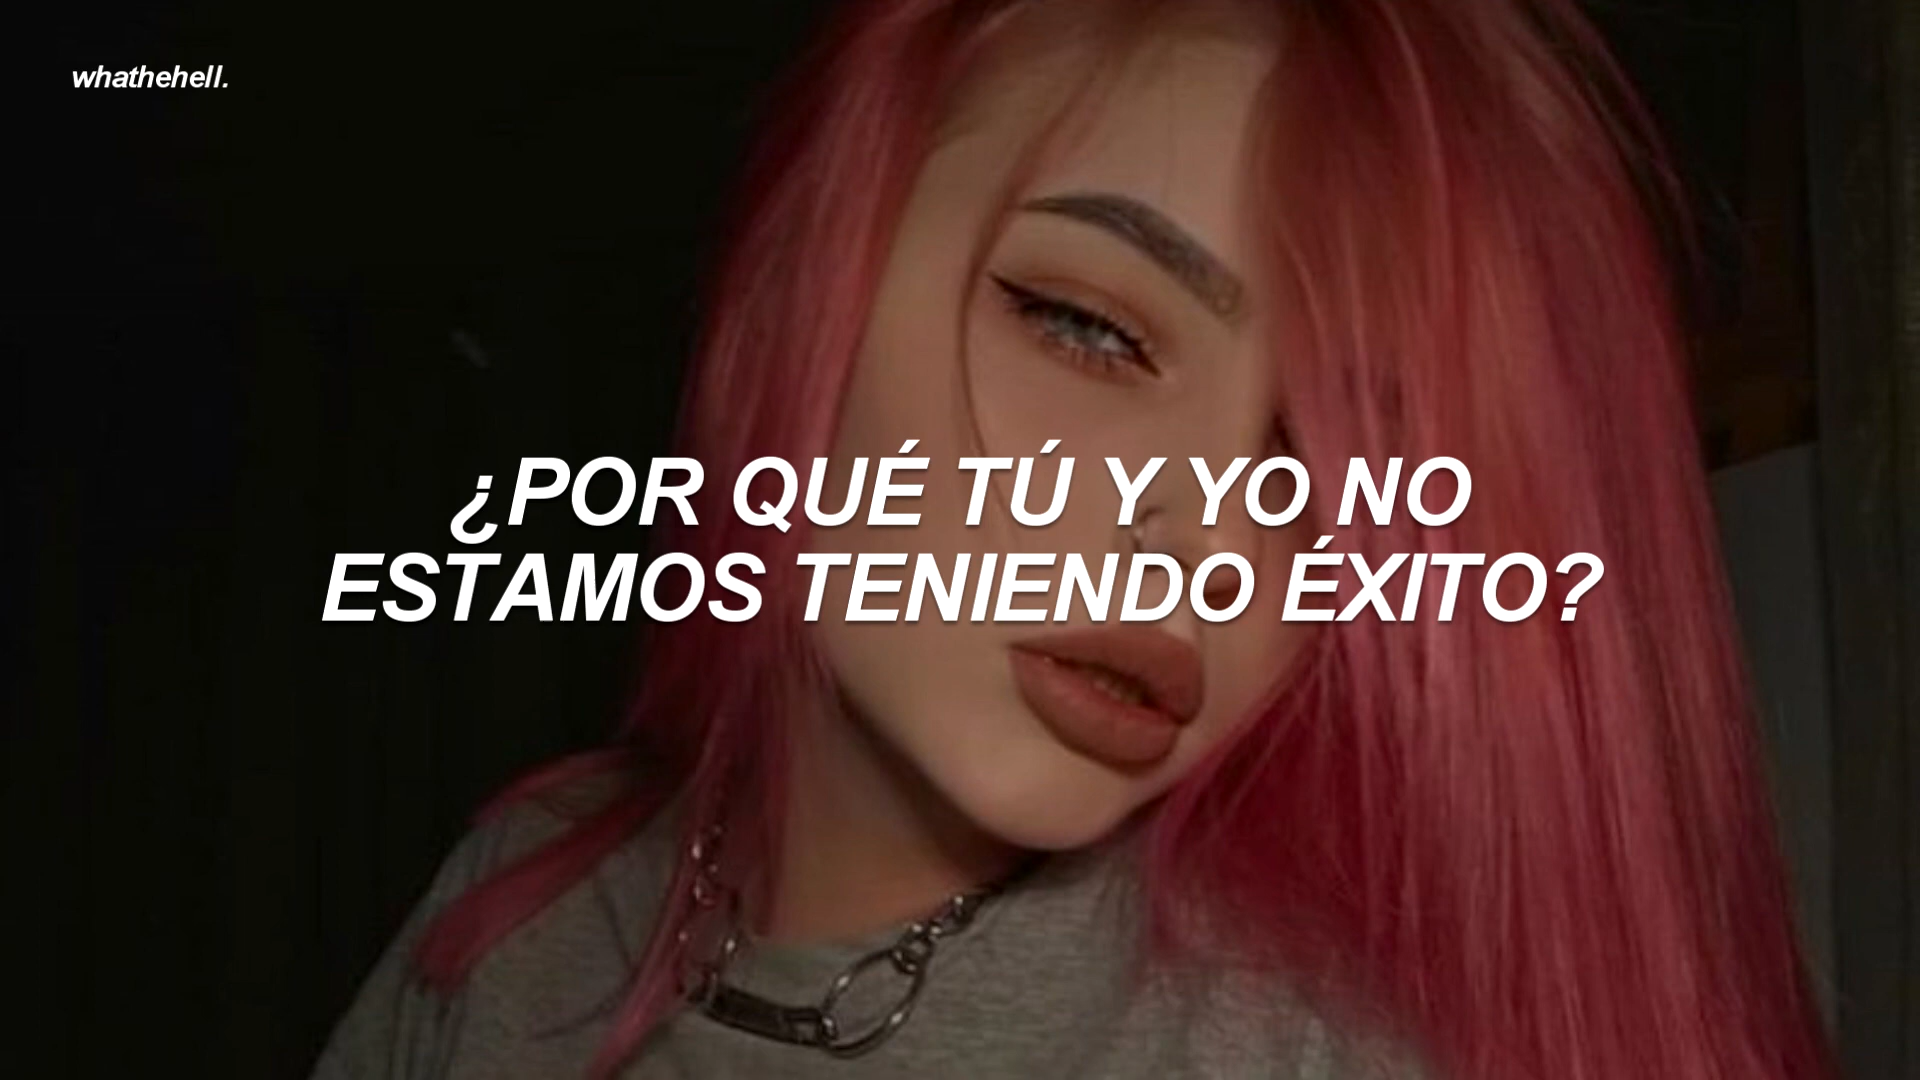 whathehell.
¿POR QUÉ TÚ Y YO NO
ESTAMOS TENIENDO ÉXITO?